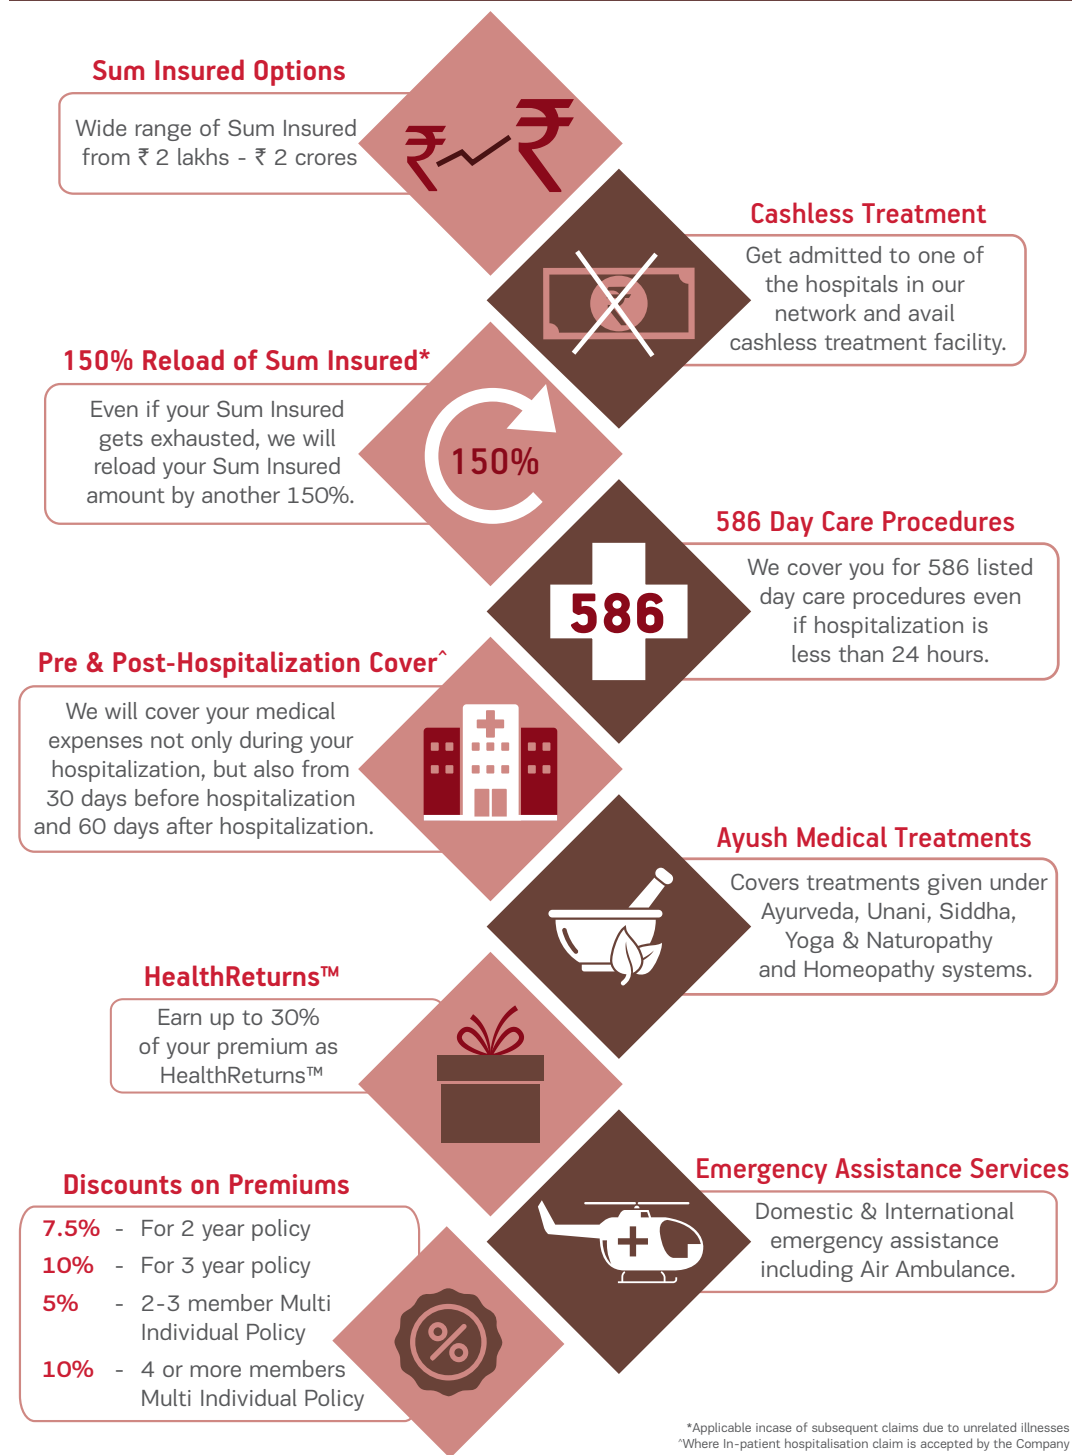 Sum Insured Options
Wide range of Sum Insured
from ₹ 2 lakhs - ₹ 2 crores
₹ ₹
Cashless Treatment
Get admitted to one of
the hospitals in our
network and avail
cashless treatment facility.
₹
150% Reload of Sum Insured*
Even if your Sum Insured
gets exhausted, we will
reload your Sum Insured
amount by another 150%.
150%
586 Day Care Procedures
We cover you for 586 listed
day care procedures even
if hospitalization is
less than 24 hours.
586
Pre & Post-Hospitalization Cover^
We will cover your medical
expenses not only during your
hospitalization, but also from
30 days before hospitalization
and 60 days after hospitalization.
Ayush Medical Treatments
Covers treatments given under
Ayurveda, Unani, Siddha,
Yoga & Naturopathy
and Homeopathy systems.
HealthReturns™
Earn up to 30%
of your premium as
HealthReturns™
Emergency Assistance Services
Domestic & International
emergency assistance
including Air Ambulance.
Discounts on Premiums
7.5% - For 2 year policy
10% - For 3 year policy
5% - 2-3 member Multi
Individual Policy
10% - 4 or more members
Multi Individual Policy
%
*Applicable incase of subsequent claims due to unrelated illnesses
^Where In-patient hospitalisation claim is accepted by the Company